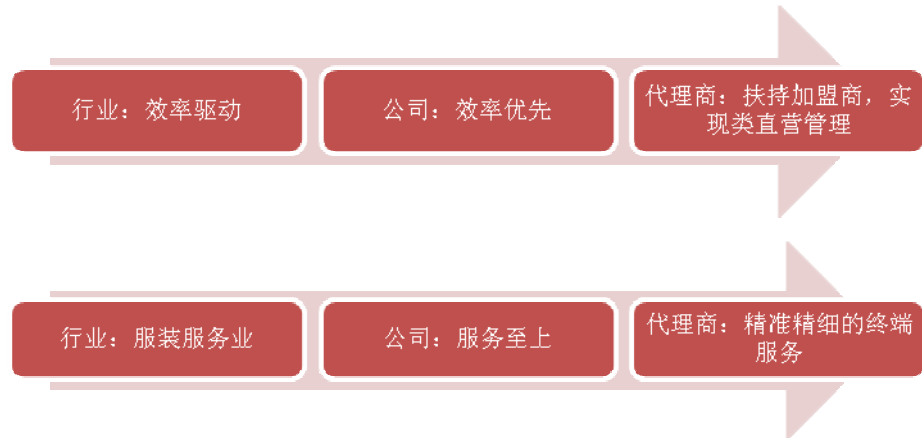 行业：效率驱动
公司：效率优先
代理商：扶持加盟商，实
现类直营管理
行业：服装服务业
公司：服务至上
代理商：精准精细的终端
服务